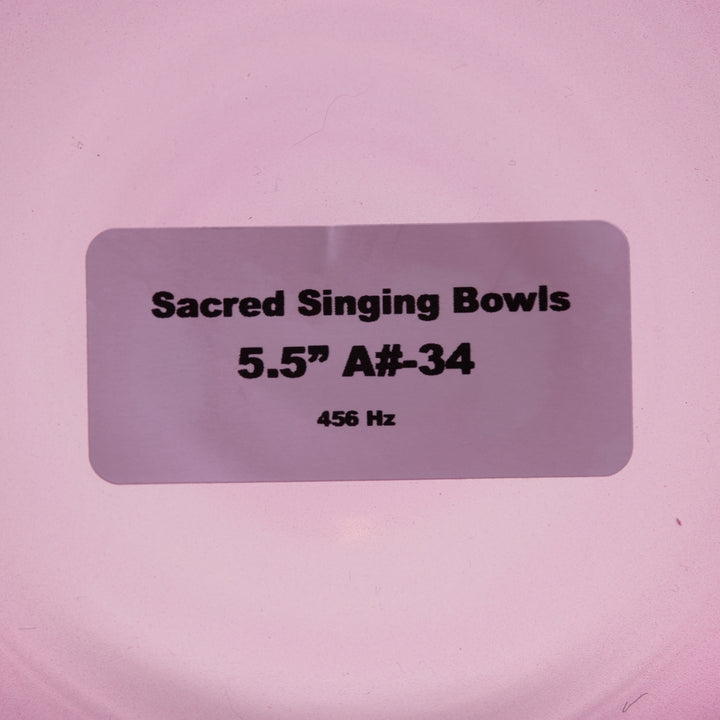 Sacred Singing Bowls
5.5” A#-34
456 Hz